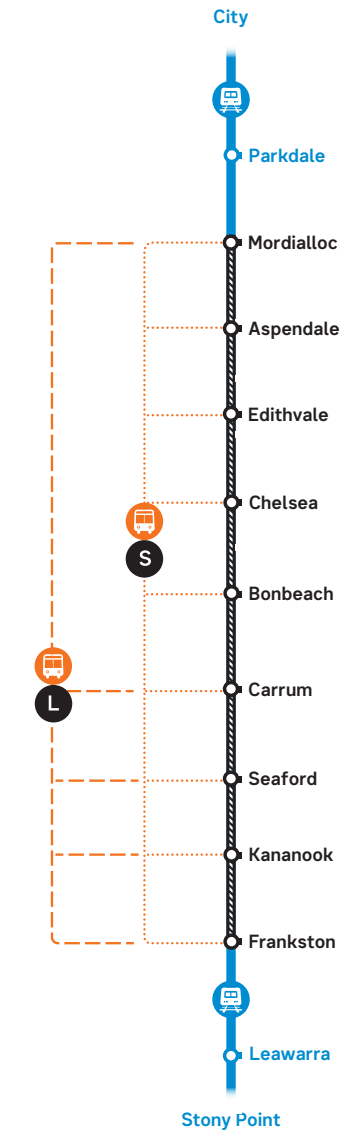 City
Parkdale
Mordialloc
Aspendale
Edithvale
Chelsea
S
Bonbeach
Carrum
L
Seaford
Kananook
Frankston
Leawarra
Stony Point